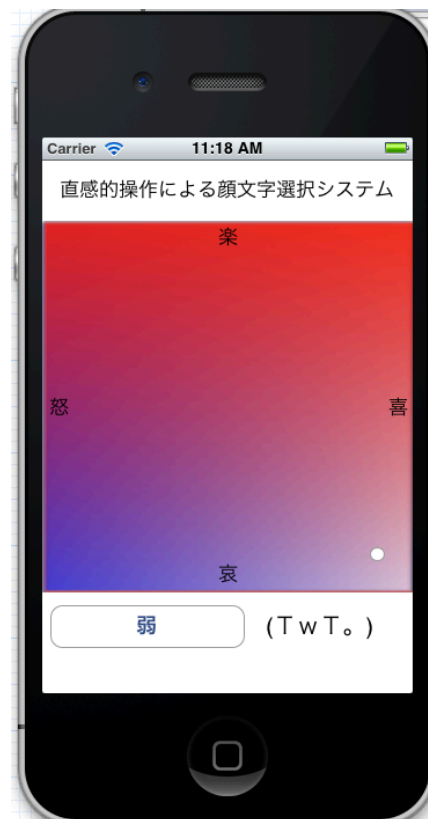 Carrier 11:18 AM
直感的操作による顔文字選択システム
楽
怒 喜
哀
弱 (ＴｗＴ。)